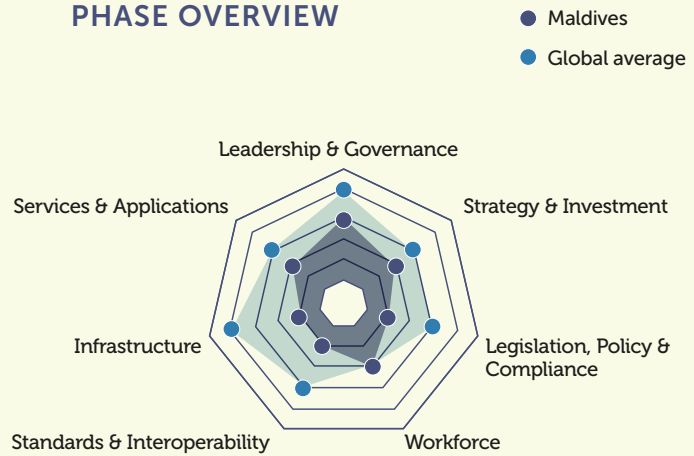 PHASE OVERVIEW
Maldives
Global average
Leadership & Governance
Services & Applications
Strategy & Investment
Infrastructure
Legislation, Policy &
Compliance
Standards & Interoperability
Workforce